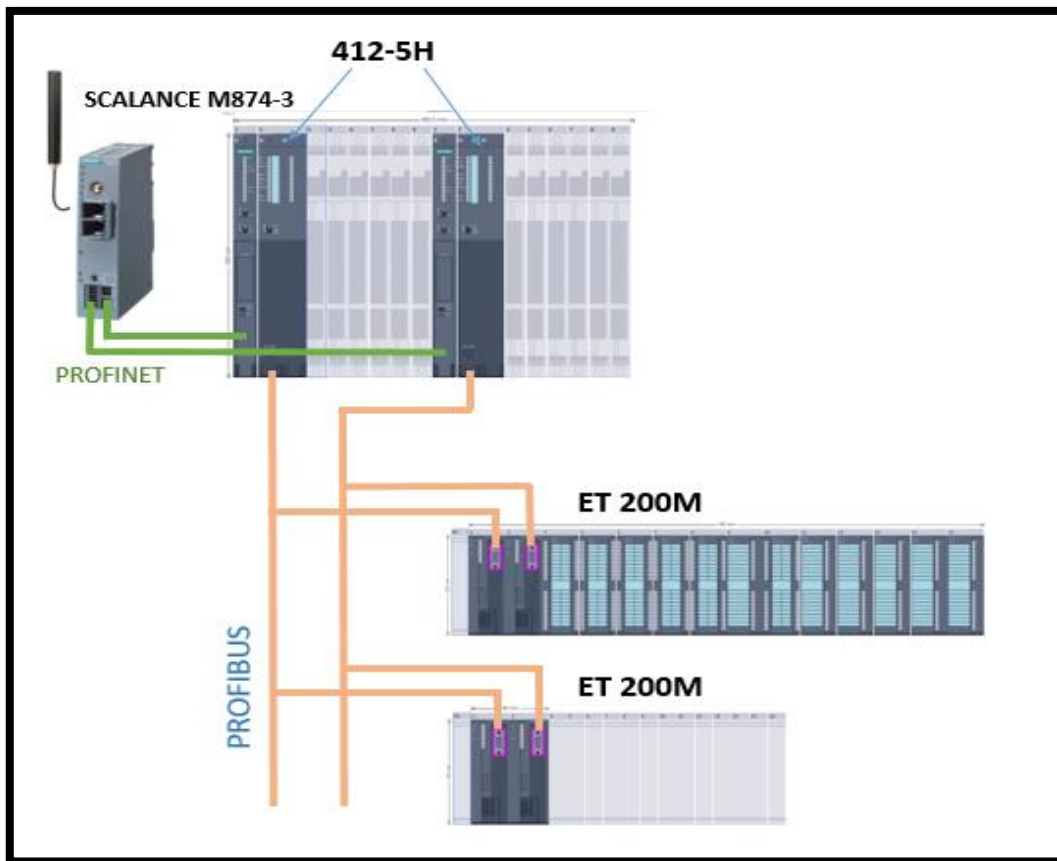 412-5H
SCALANCE M874-3
PROFINET
ET 200M
PROFIBUS
ET 200M